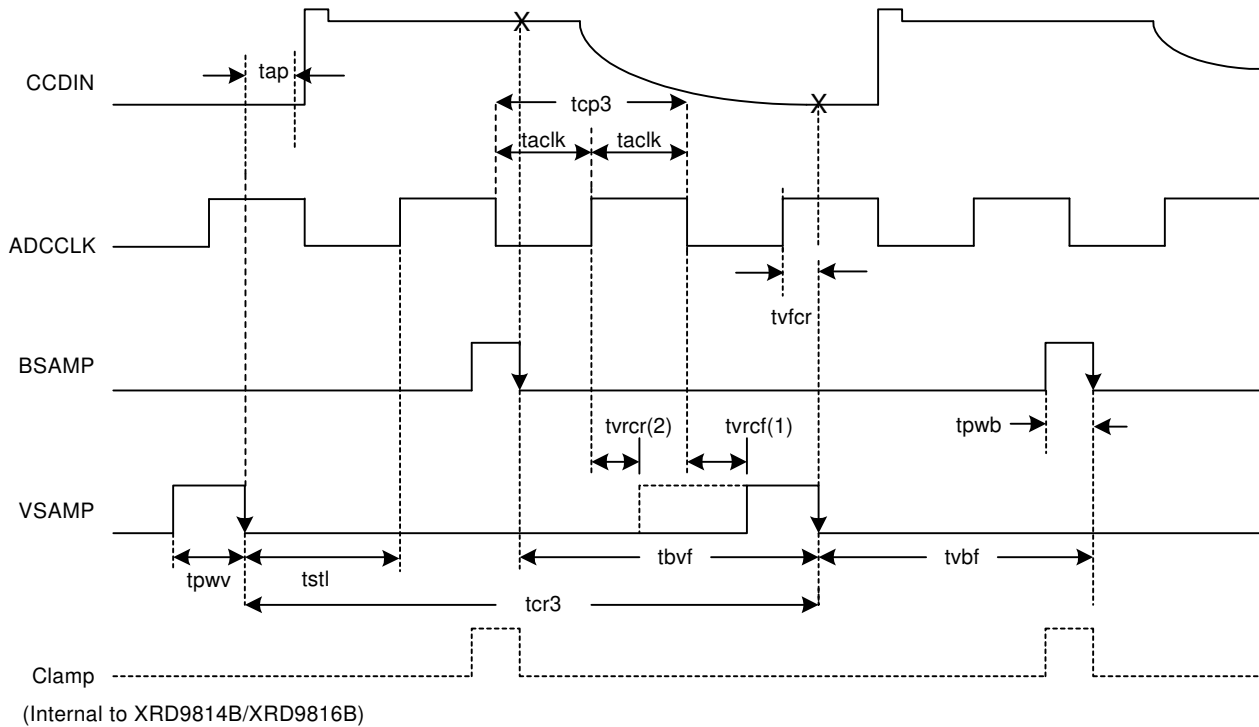 CCDIN
tap
X
X
tcp3
taclk
taclk
ADCCLK
tvfcr
BSAMP
tvrcr(2)
tvrcf(1)
tpwb
VSAMP
tpwv
tstl
tbvf
tvbf
tcr3
Clamp
(Internal to XRD9814B/XRD9816B)